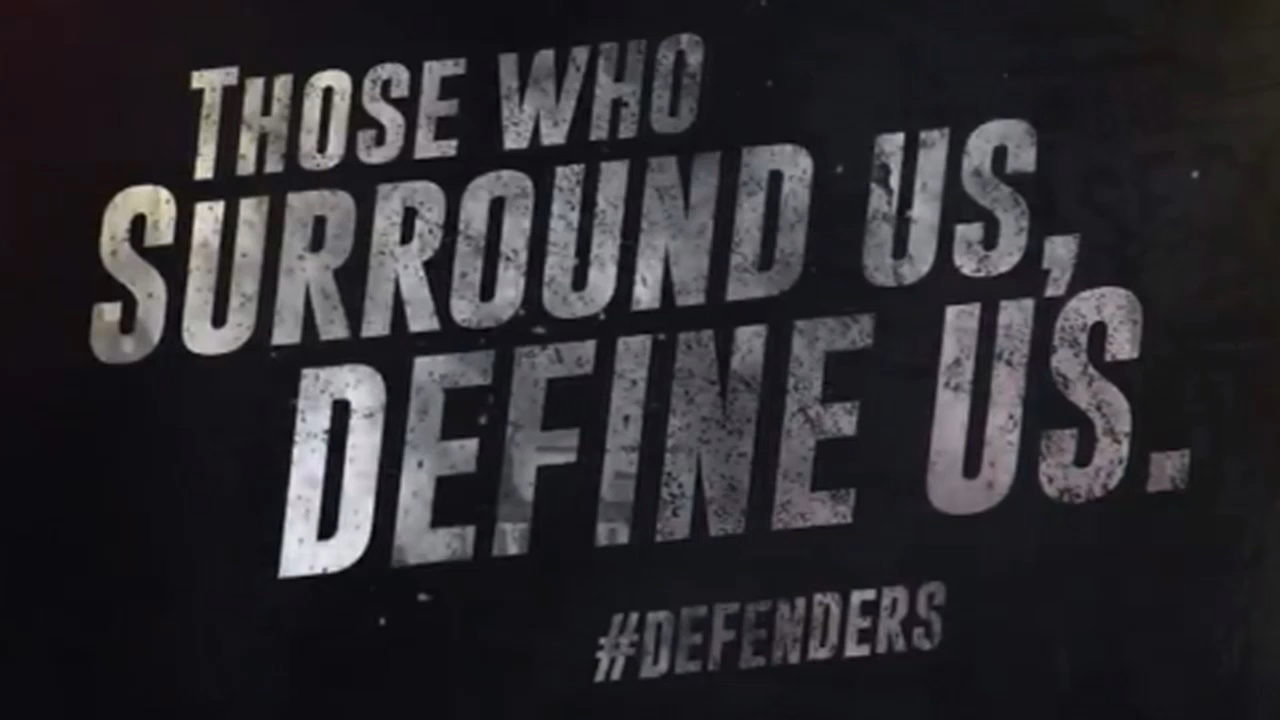 THOSE WHO
SURROUND US,
DEFINE US.
#DEFENDERS